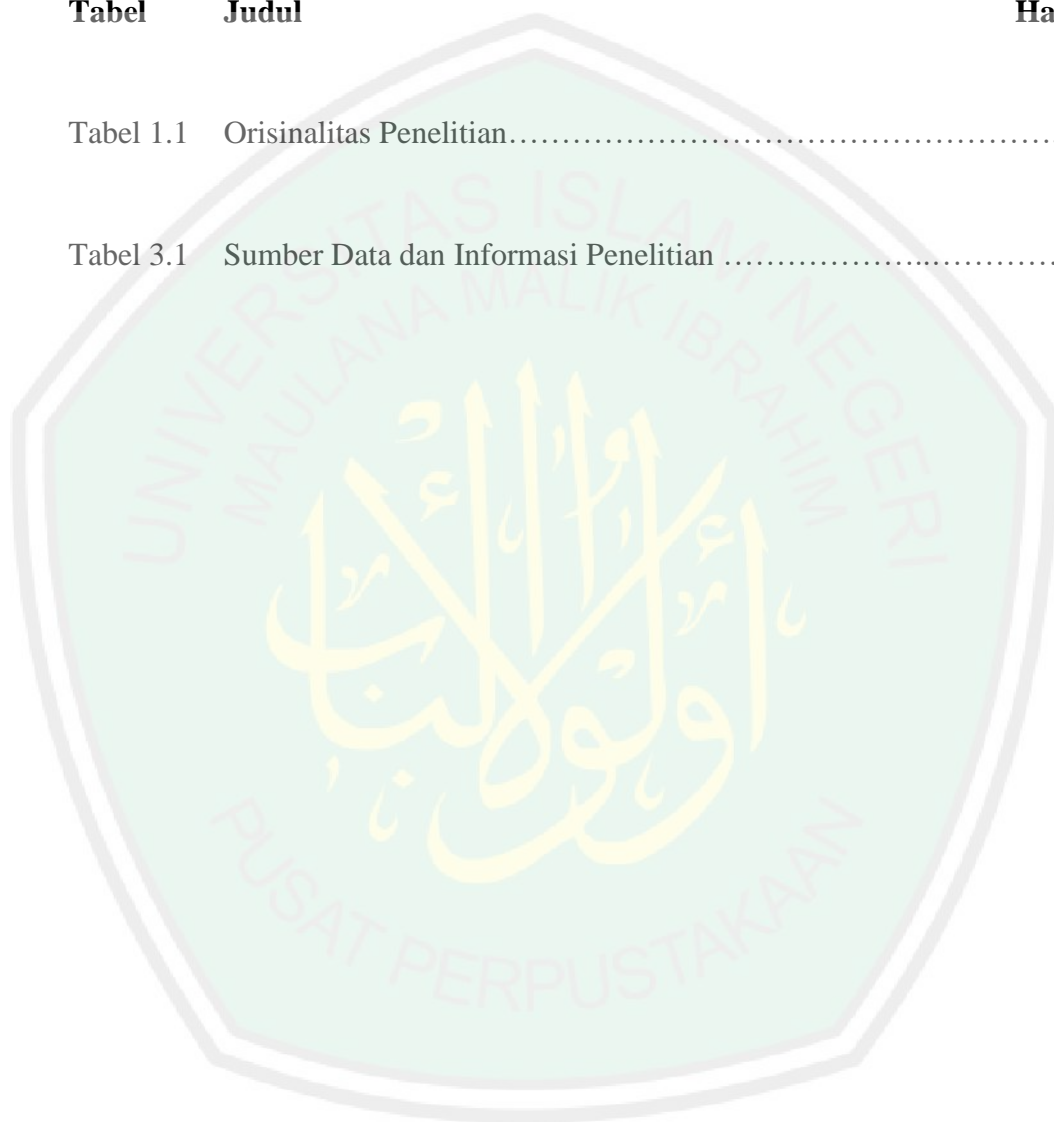 Tabel Judul Ha
Tabel 1.1 Orisinalitas Penelitian……………………………………………
Tabel 3.1 Sumber Data dan Informasi Penelitian ………………..…………
UNIVERSITAS ISLAM NEGERI
MAULANA MALIK IBRAHIM
PUSAT PERPUSTAKAAN